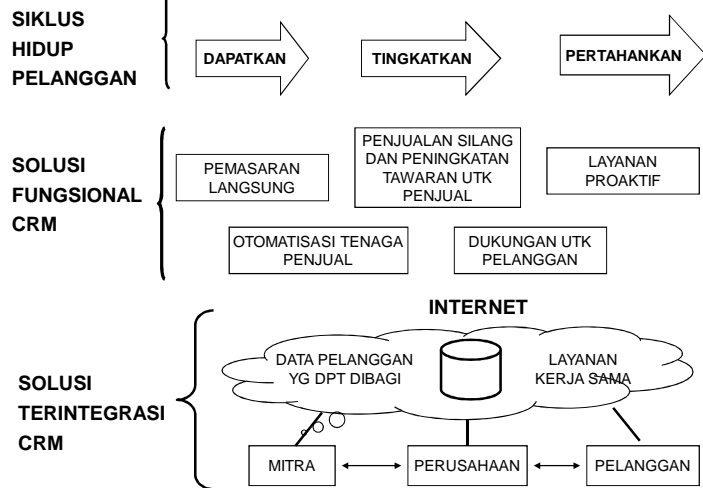 SIKLUS
HIDUP
PELANGGAN
DAPATKAN
TINGKATKAN
PERTAHANKAN
SOLUSI
FUNGSIONAL
CRM
PEMASARAN
LANGSUNG
PENJUALAN SILANG
DAN PENINGKATAN
TAWARAN UTK
PENJUAL
LAYANAN
PROAKTIF
OTOMATISASI TENAGA
PENJUAL
DUKUNGAN UTK
PELANGGAN
SOLUSI
TERINTEGRASI
CRM
INTERNET
DATA PELANGGAN
YG DPT DIBAGI
LAYANAN
KERJA SAMA
MITRA
PERUSAHAAN
PELANGGAN